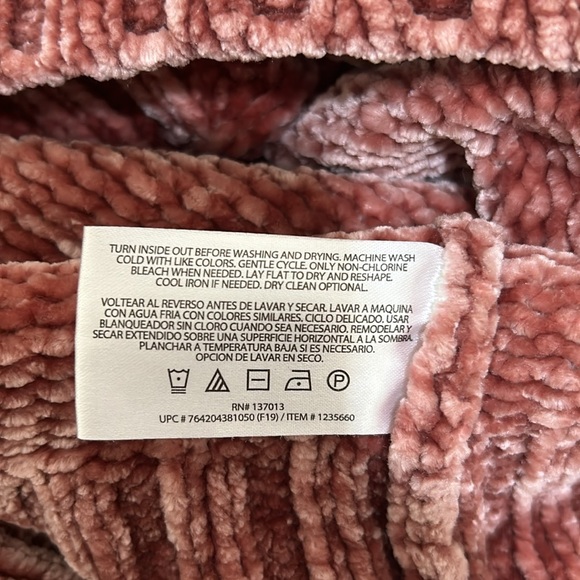 TURN INSIDE OUT BEFORE WASHING AND DRYING. MACHINE WASH
COLD WITH LIKE COLORS. GENTLE CYCLE. ONLY NON-CHLORINE
BLEACH WHEN NEEDED. LAY FLAT TO DRY AND RESHAPE.
COOL IRON IF NEEDED. DRY CLEAN OPTIONAL.
VOLTEAR AL REVERSO ANTES DE LAVAR Y SECAR. LAVAR A MAQUINA
CON AGUA FRIA CON COLORES SIMILARES. CICLO DELICADO. USAR
BLANQUEADOR SIN CLORO CUANDO SEA NECESARIO. REMODELAR Y
SECAR EXTENDIDO SOBRE UNA SUPERFICIE HORIZONTAL A LA SOMBRA.
PLANCHAR A TEMPERATURA BAJA SI ES NECESARIO.
OPCION DE LAVAR EN SECO.
P
RN# 137013
UPC # 764204381050 (F19) / ITEM # 1235660